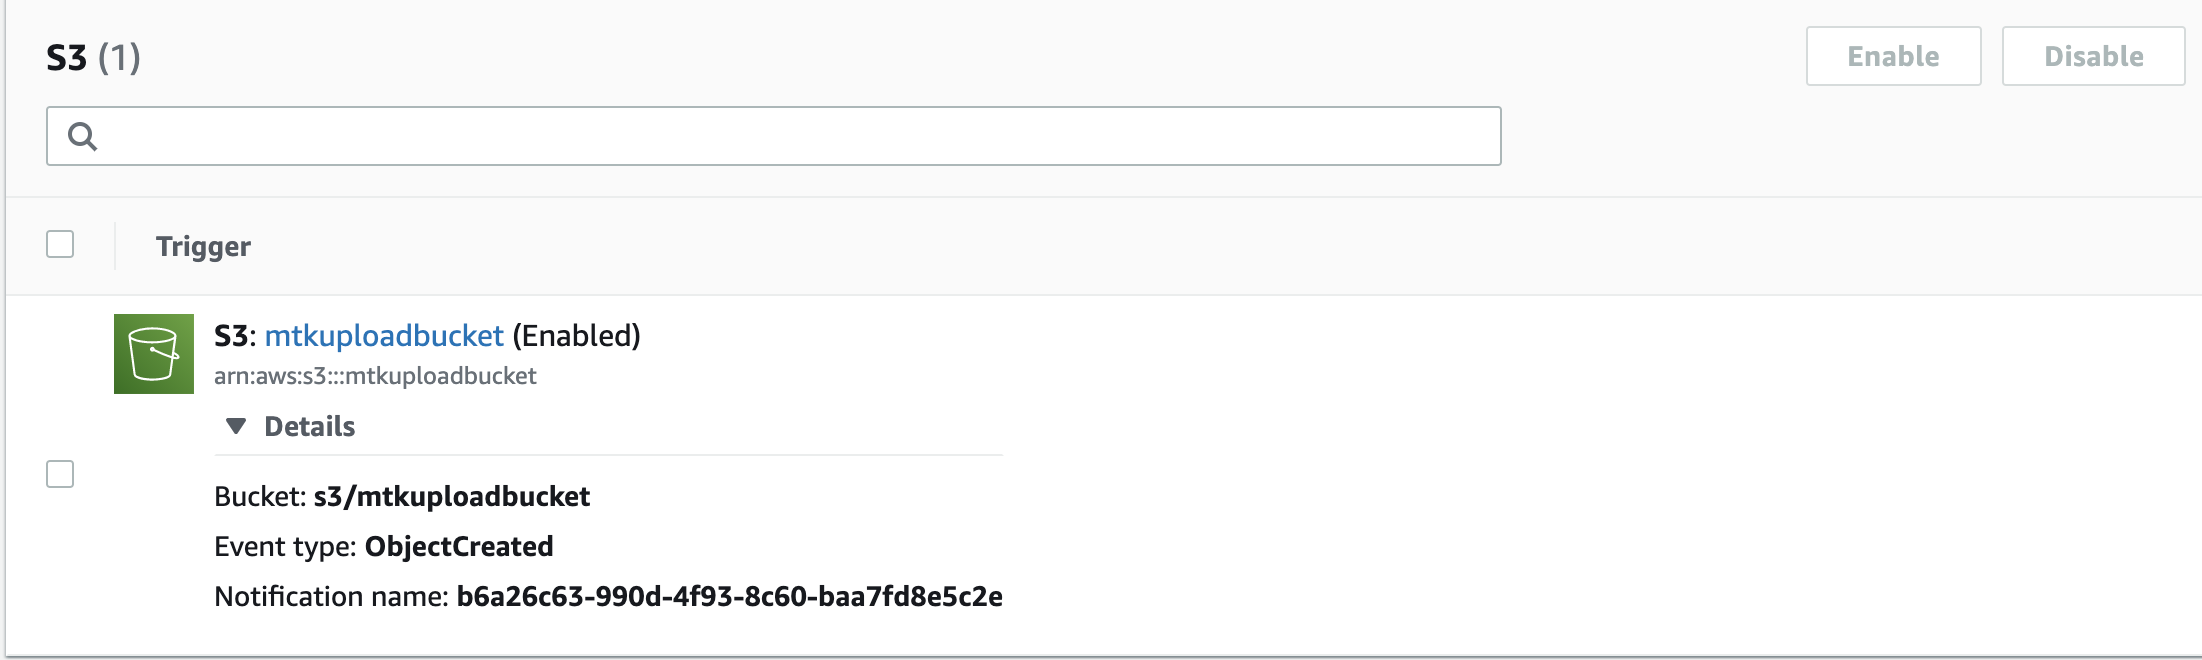 S3 (1)
Enable
Disable
Trigger
S3: mtkuploadbucket (Enabled)
arn:aws:s3:::mtkuploadbucket
Details
Bucket: s3/mtkuploadbucket
Event type: ObjectCreated
Notification name: b6a26c63-990d-4f93-8c60-baa7fd8e5c2e